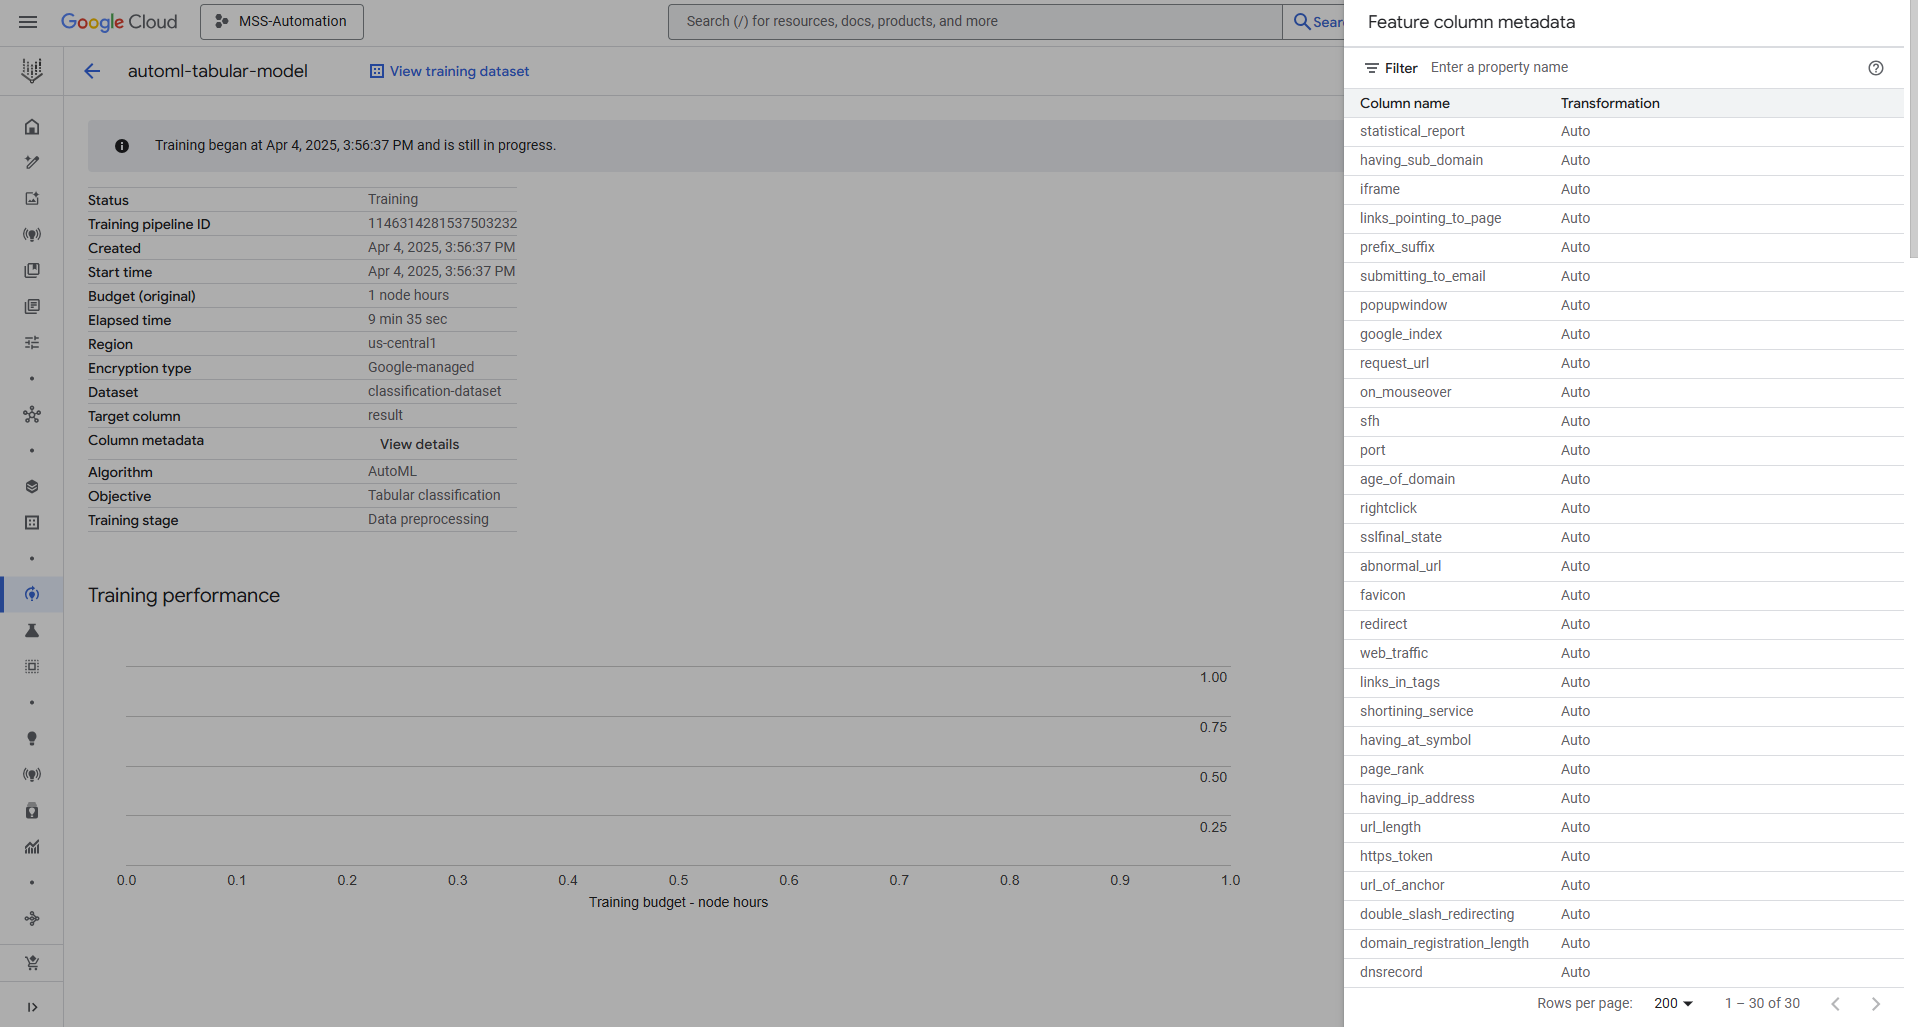 Google Cloud
MSS-Automation
Search (/) for resources, docs, products, and more
Sear
automl-tabular-model
View training dataset
Training began at Apr 4, 2025, 3:56:37 PM and is still in progress.
Status Training
Training pipeline ID 1146314281537503232
Created Apr 4, 2025, 3:56:37 PM
Start time Apr 4, 2025, 3:56:37 PM
Budget (original) 1 node hours
Elapsed time 9 min 35 sec
Region us-central1
Encryption type Google-managed
Dataset classification-dataset
Target column result
Column metadata View details
Algorithm AutoML
Objective Tabular classification
Training stage Data preprocessing
Training performance
1.00
0.75
0.50
0.25
0.0 0.1 0.2 0.3 0.4 0.5 0.6 0.7 0.8 0.9 1.0
Training budget - node hours
Feature column metadata
Filter Enter a property name
Column name Transformation
statistical_report Auto
having_sub_domain Auto
iframe Auto
links_pointing_to_page Auto
prefix_suffix Auto
submitting_to_email Auto
popupwindow Auto
google_index Auto
request_url Auto
on_mouseover Auto
sfh Auto
port Auto
age_of_domain Auto
rightclick Auto
sslfinal_state Auto
abnormal_url Auto
favicon Auto
redirect Auto
web_traffic Auto
links_in_tags Auto
shortining_service Auto
having_at_symbol Auto
page_rank Auto
having_ip_address Auto
url_length Auto
https_token Auto
url_of_anchor Auto
double_slash_redirecting Auto
domain_registration_length Auto
dnsrecord Auto
Rows per page: 200 1 – 30 of 30